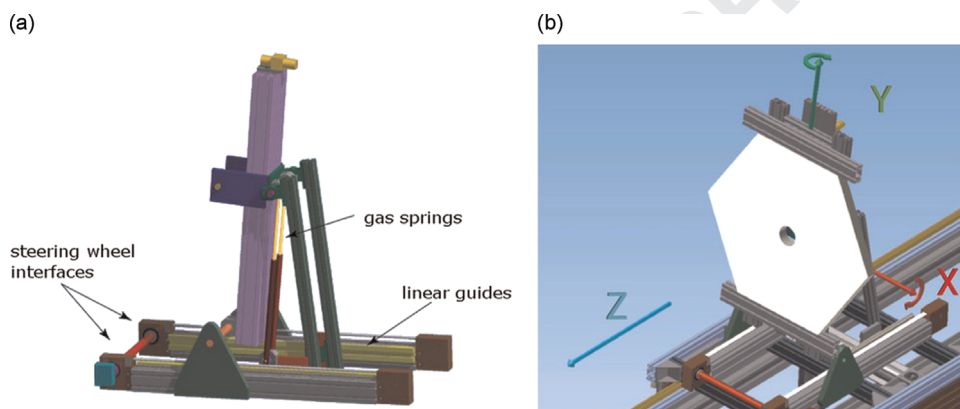 (a)
(b)
gas springs
steering wheel
interfaces
linear guides
Y
X
Z